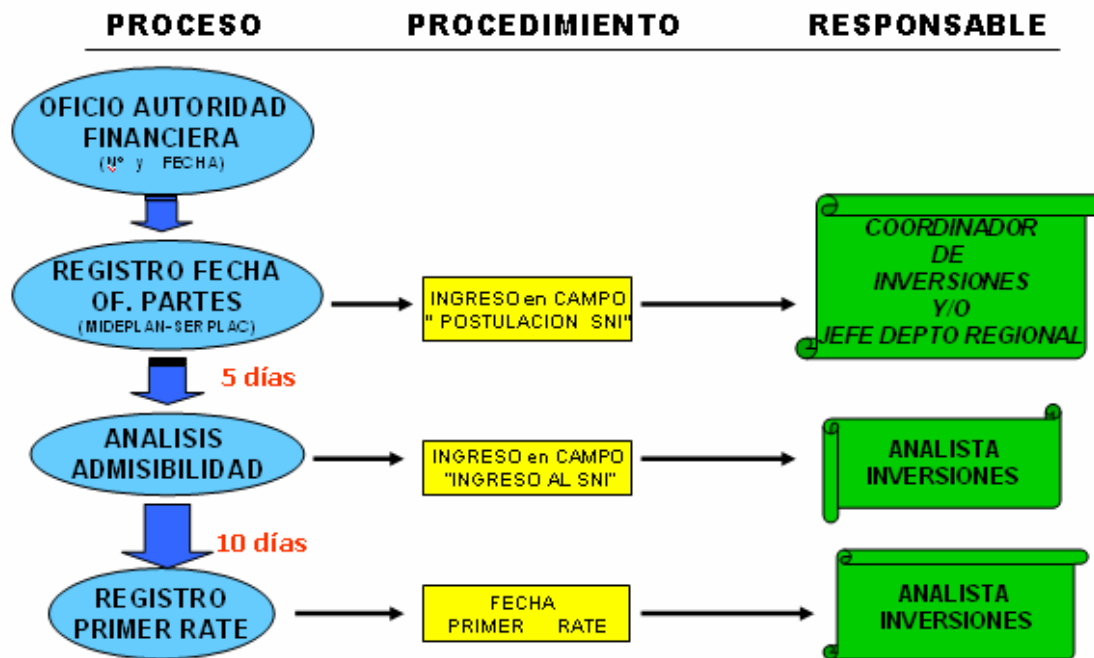 PROCESO PROCEDIMIENTO RESPONSABLE
OFICIO AUTORIDAD
FINANCIERA
(Nº y FECHA)
REGISTRO FECHA
OF. PARTES
(MIDEPLAN-SERPLAC)
INGRESO en CAMPO
" POSTULACION SNI"
COORDINADOR
DE
INVERSIONES
Y/O
JEFE DEPTO REGIONAL
5 días
ANALISIS
ADMISIBILIDAD
INGRESO en CAMPO
"INGRESO AL SNI"
ANALISTA
INVERSIONES
10 días
REGISTRO
PRIMER RATE
FECHA
PRIMER RATE
ANALISTA
INVERSIONES